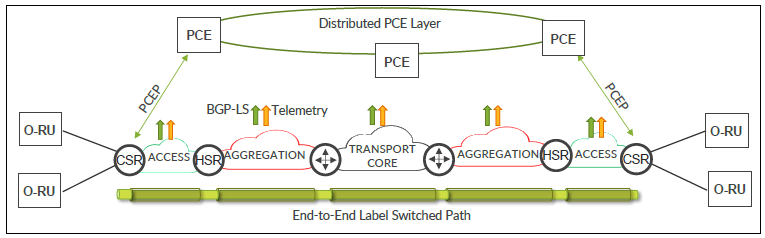 Distributed PCE Layer
PCE
PCE
PCE
PCEP
PCEP
BGP-LS
Telemetry
O-RU
O-RU
O-RU
O-RU
CSR
ACCESS
HSR
AGGREGATION
TRANSPORT
CORE
AGGREGATION
HSR
ACCESS
CSR
End-to-End Label Switched Path